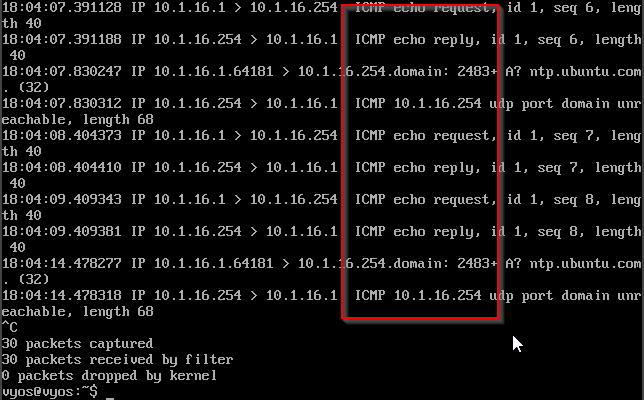 18:04:07.391128 IP 10.1.16.1 > 10.1.16.254 ICMP echo request, id 1, seq 6, leng
th 40
18:04:07.391188 IP 10.1.16.254 > 10.1.16.1 ICMP echo reply, id 1, seq 6, length
40
18:04:07.830247 IP 10.1.16.1.64181 > 10.1.16.254.domain: 2483+ A? ntp.ubuntu.com
. (32)
18:04:07.830312 IP 10.1.16.254 > 10.1.16.1 ICMP 10.1.16.254 udp port domain unr
eachable, length 68
18:04:08.404373 IP 10.1.16.1 > 10.1.16.254 ICMP echo request, id 1, seq 7, leng
th 40
18:04:08.404410 IP 10.1.16.254 > 10.1.16.1 ICMP echo reply, id 1, seq 7, length
40
18:04:09.409343 IP 10.1.16.1 > 10.1.16.254 ICMP echo request, id 1, seq 8, leng
th 40
18:04:09.409381 IP 10.1.16.254 > 10.1.16.1 ICMP echo reply, id 1, seq 8, length
40
18:04:14.478277 IP 10.1.16.1.64181 > 10.1.16.254.domain: 2483+ A? ntp.ubuntu.com
. (32)
18:04:14.478318 IP 10.1.16.254 > 10.1.16.1 ICMP 10.1.16.254 udp port domain unr
eachable, length 68
^C
30 packets captured
30 packets received by filter
0 packets dropped by kernel
vyos@vyos:~$ _